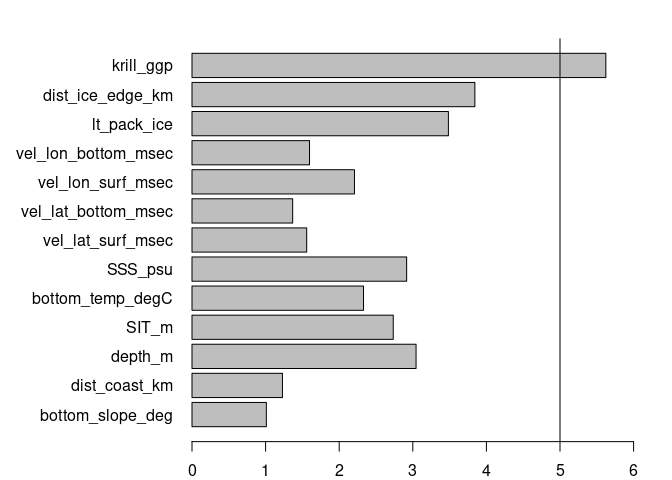 krill_ggp
dist_ice_edge_km
lt_pack_ice
vel_lon_bottom_msec
vel_lon_surf_msec
vel_lat_bottom_msec
vel_lat_surf_msec
SSS_psu
bottom_temp_degC
SIT_m
depth_m
dist_coast_km
bottom_slope_deg
0 1 2 3 4 5 6